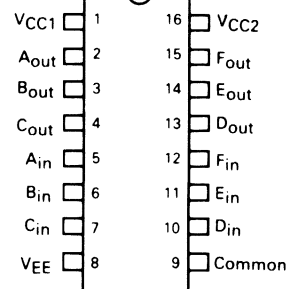 VCC1 1 16 VCC2
Aout 2 15 Fout
Bout 3 14 Eout
Cout 4 13 Dout
Ain 5 12 Fin
Bin 6 11 Ein
Cin 7 10 Din
VEE 8 9 Common